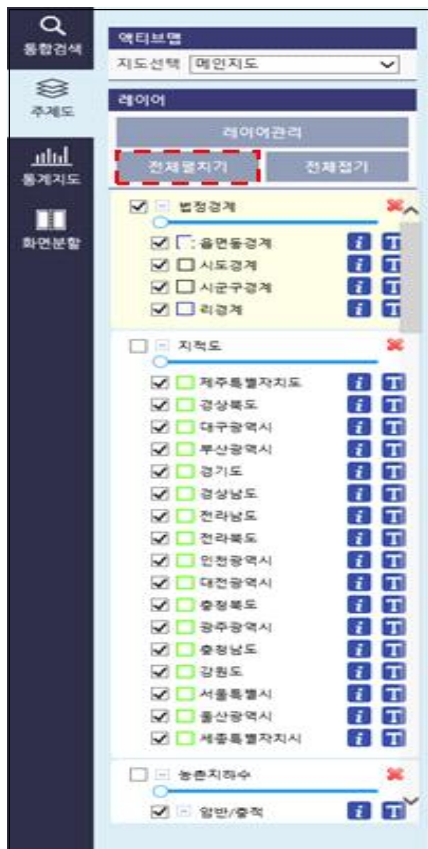 통합검색
주제도
통계지도
화면분할
액티브맵
지도선택 메인지도
레이어
레이어관리
전체펼치기 전체접기
법정경계
읍면동경계 i T
시도경계 i T
시군구경계 i T
리경계 i T
지적도
제주특별자치도 i T
경상북도 i T
대구광역시 i T
부산광역시 i T
경기도 i T
경상남도 i T
전라남도 i T
전라북도 i T
인천광역시 i T
대전광역시 i T
충청북도 i T
광주광역시 i T
충청남도 i T
강원도 i T
서울특별시 i T
울산광역시 i T
세종특별자치시 i T
농촌지하수
암반/충적 i T